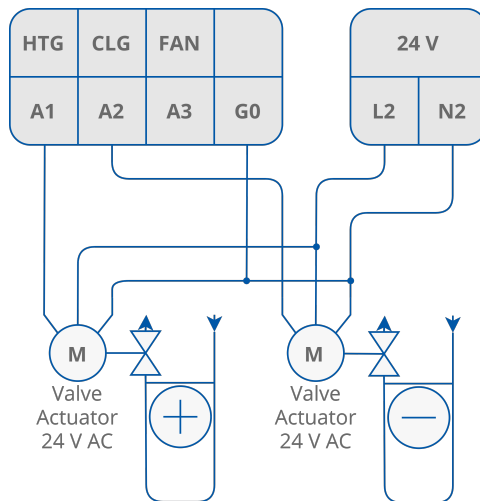 HTG CLG FAN
24 V
A1 A2 A3 G0
L2 N2
M
M
Valve
Actuator
24 V AC
Valve
Actuator
24 V AC